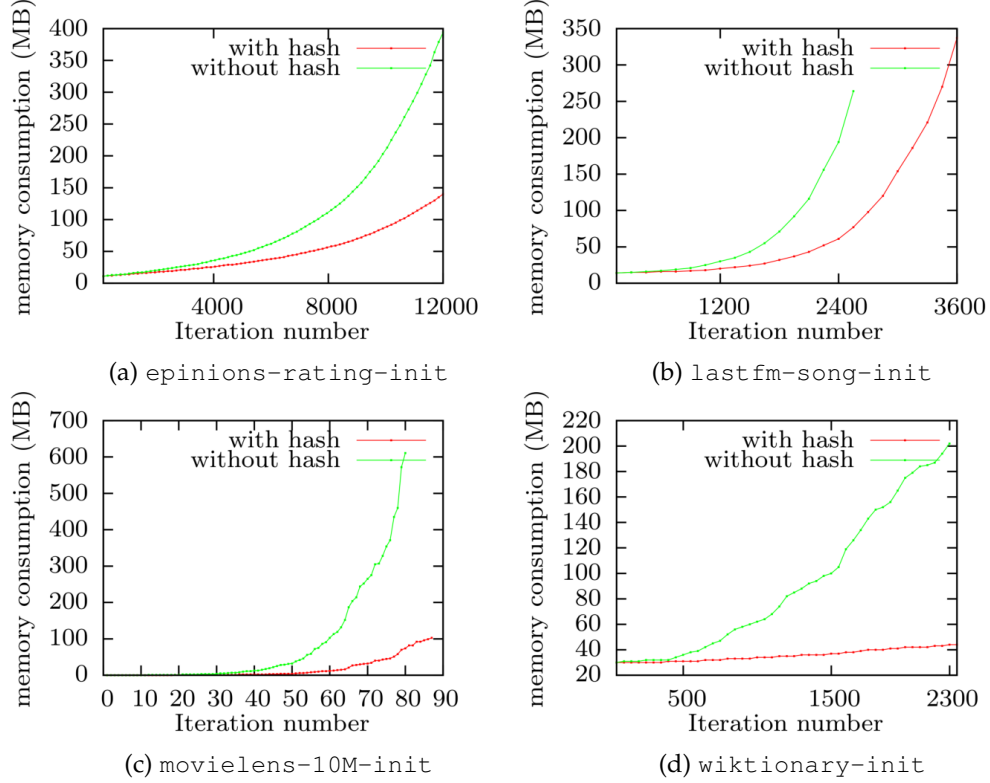 memory consumption (MB)
400
350
300
250
200
150
100
50
0
with hash
without hash
4000
8000
12000
Iteration number
(a) epinions-rating-init
memory consumption (MB)
350
300
250
200
150
100
50
0
with hash
without hash
1200
2400
3600
Iteration number
(b) lastfm-song-init
memory consumption (MB)
700
600
500
400
300
200
100
0
with hash
without hash
0 10 20 30 40 50 60 70 80 90
Iteration number
(c) movielens-10M-init
memory consumption (MB)
220
200
180
160
140
120
100
80
60
40
20
with hash
without hash
500
1500
2300
Iteration number
(d) wiktionary-init